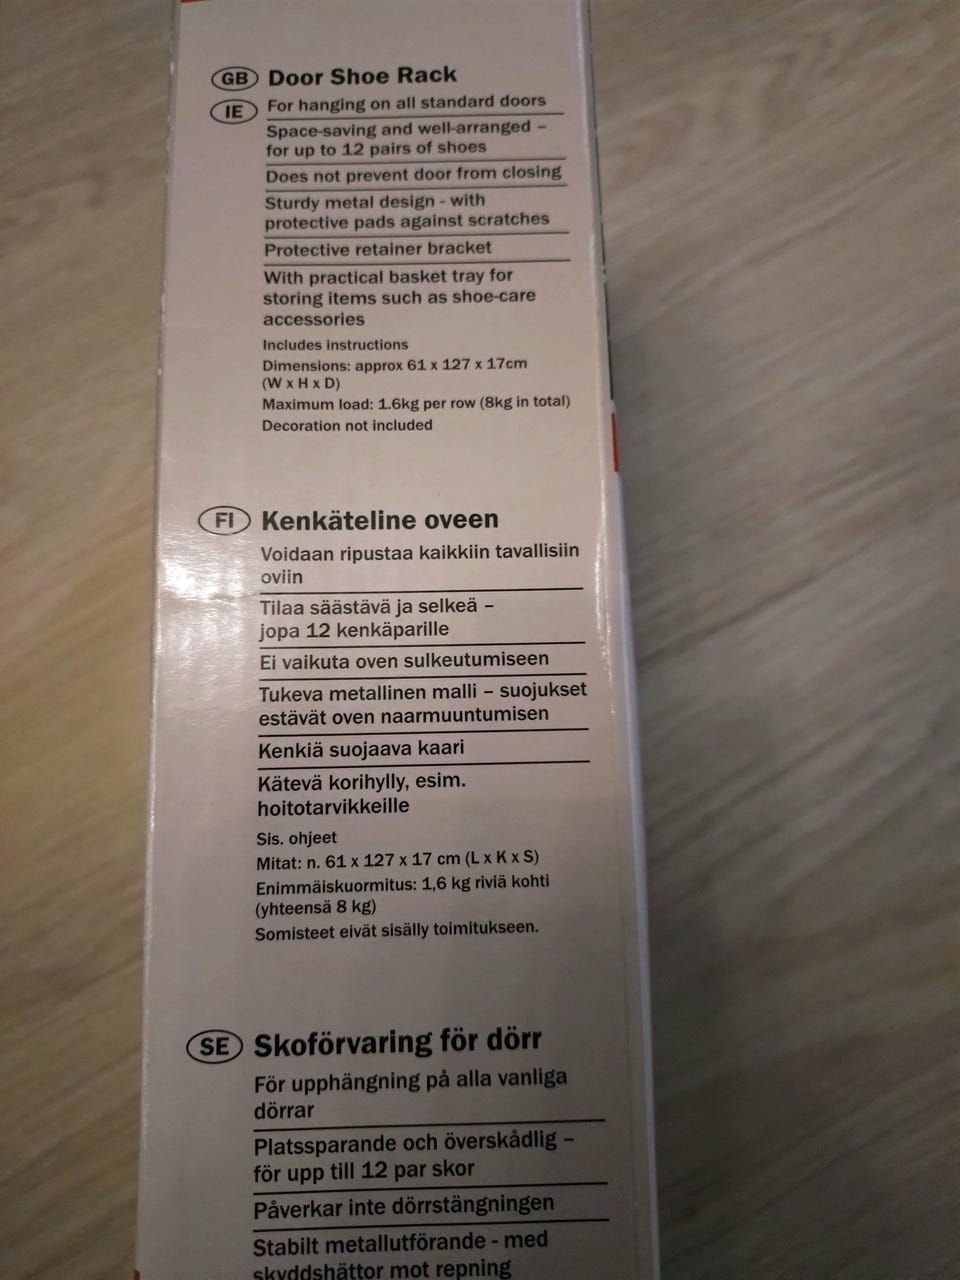 GB Door Shoe Rack
IE For hanging on all standard doors
Space-saving and well-arranged –
for up to 12 pairs of shoes
Does not prevent door from closing
Sturdy metal design - with
protective pads against scratches
Protective retainer bracket
With practical basket tray for
storing items such as shoe-care
accessories
Includes instructions
Dimensions: approx 61 x 127 x 17cm
(W x H x D)
Maximum load: 1.6kg per row (8kg in total)
Decoration not included
FI Kenkäteline oveen
Voidaan ripustaa kaikkiin tavallisiin
oviin
Tilaa säästävä ja selkeä –
jopa 12 kenkäparille
Ei vaikuta oven sulkeutumiseen
Tukeva metallinen malli – suojukset
estävät oven naarmuuntumisen
Kenkiä suojaava kaari
Kätevä korihylly, esim.
hoitotarvikkeille
Sis. ohjeet
Mitat: n. 61 x 127 x 17 cm (L x K x S)
Enimmäiskuormitus: 1,6 kg riviä kohti
(yhteensä 8 kg)
Somisteet eivät sisälly toimitukseen.
SE Skoförvaring för dörr
För upphängning på alla vanliga
dörrar
Platssparande och överskådlig –
för upp till 12 par skor
Påverkar inte dörrstängningen
Stabilt metallutförande - med
skyddshättor mot repning